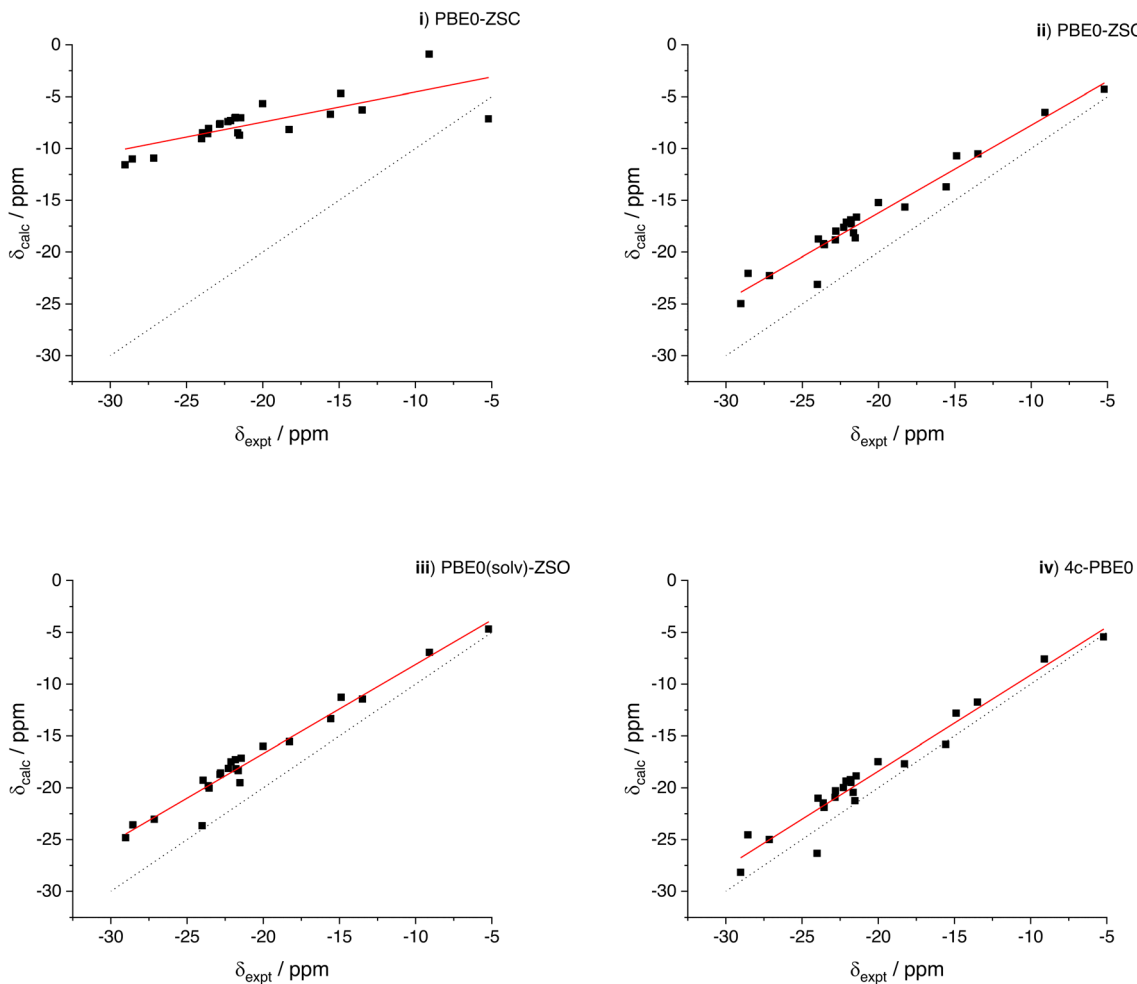 i) PBE0-ZSC
0
-5
-10
-15
-20
-25
-30
δcalc / ppm
-30 -25 -20 -15 -10 -5
δexpt / ppm
ii) PBE0-ZSO
0
-5
-10
-15
-20
-25
-30
δcalc / ppm
-30 -25 -20 -15 -10 -5
δexpt / ppm
iii) PBE0(solv)-ZSO
0
-5
-10
-15
-20
-25
-30
δcalc / ppm
-30 -25 -20 -15 -10 -5
δexpt / ppm
iv) 4c-PBE0
0
-5
-10
-15
-20
-25
-30
δcalc / ppm
-30 -25 -20 -15 -10 -5
δexpt / ppm